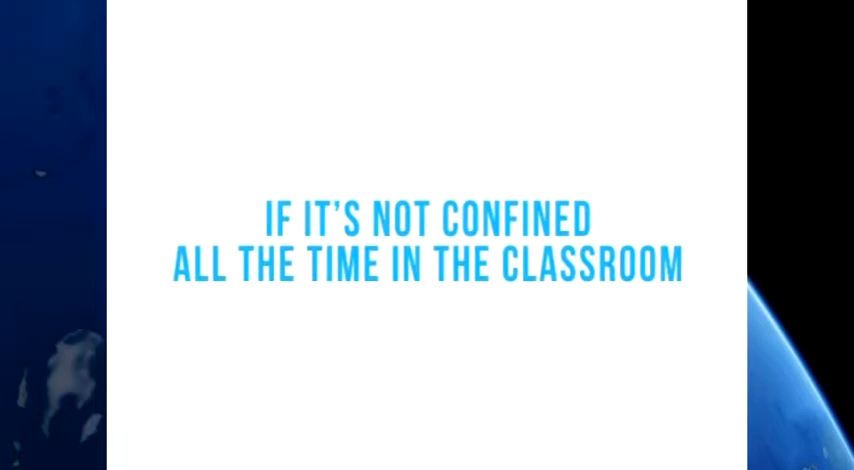 IF IT’S NOT CONFINED
ALL THE TIME IN THE CLASSROOM